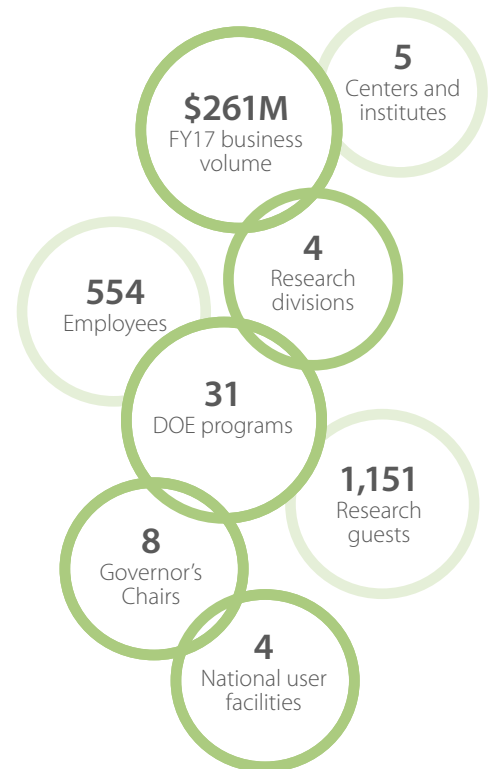 5
Centers and
institutes
$261M
FY17 business
volume
4
Research
divisions
554
Employees
31
DOE programs
1,151
Research
guests
8
Governor's
Chairs
4
National user
facilities